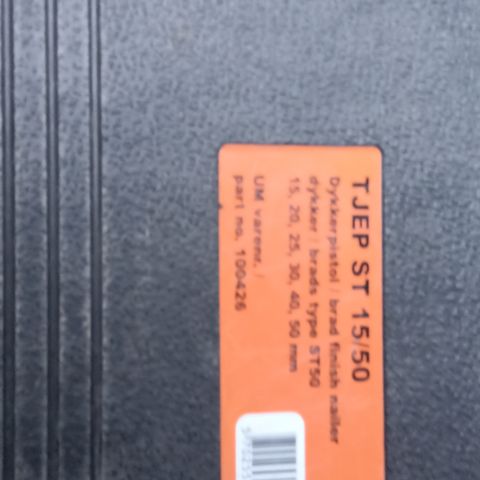 TJEP ST 15/50
Dykkerpistol / brad finish nailer
dykker / brads type ST50
15, 20, 25, 30, 40, 50 mm
UM varenr. /
part no. 100426